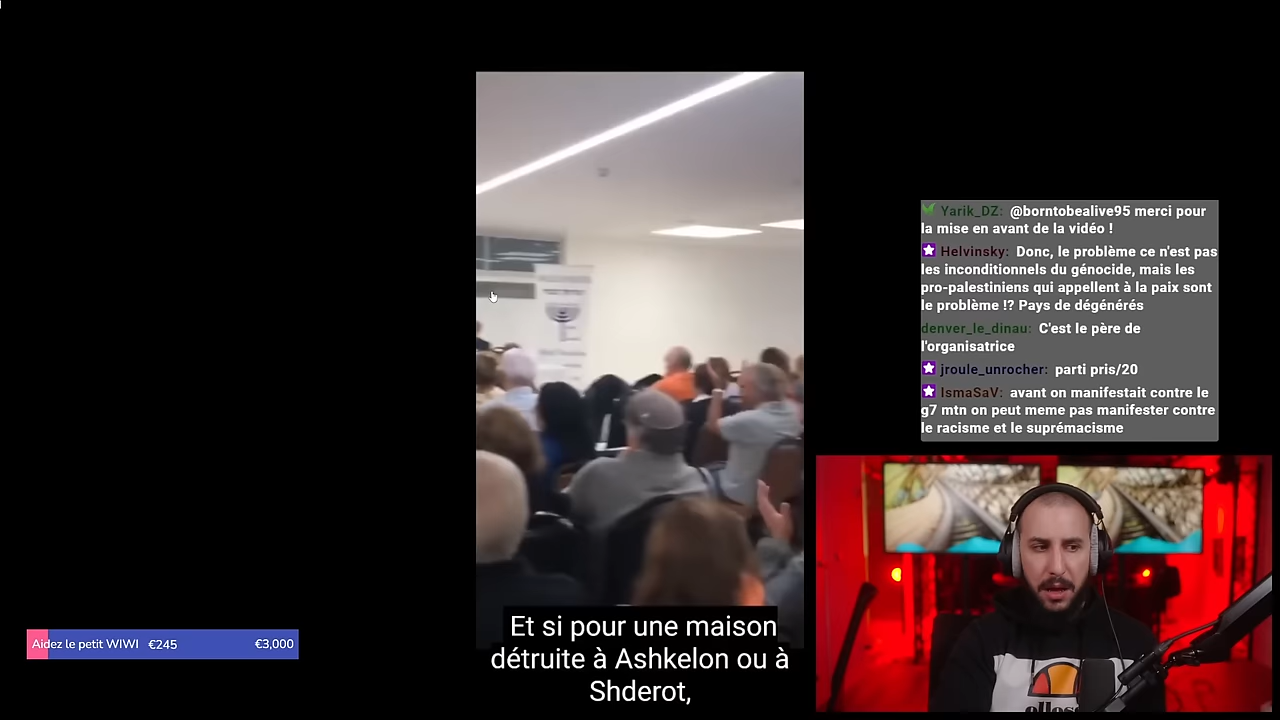 Yarik_DZ: @borntobealive95 merci pour
la mise en avant de la vidéo !
Helvinsky: Donc, le problème ce n'est pas
les inconditionnels du génocide, mais les
pro-palestiniens qui appellent à la paix sont
le problème !? Pays de dégénérés
denver_le_dinau: C'est le père de
l'organisatrice
jroule_unrocher: parti pris/20
IsmaSaV: avant on manifestait contre le
g7 mtn on peut meme pas manifester contre
le racisme et le suprémacisme
Aidez le petit WIWI €245 €3,000
Et si pour une maison
détruite à Ashkelon ou à
Shderot,